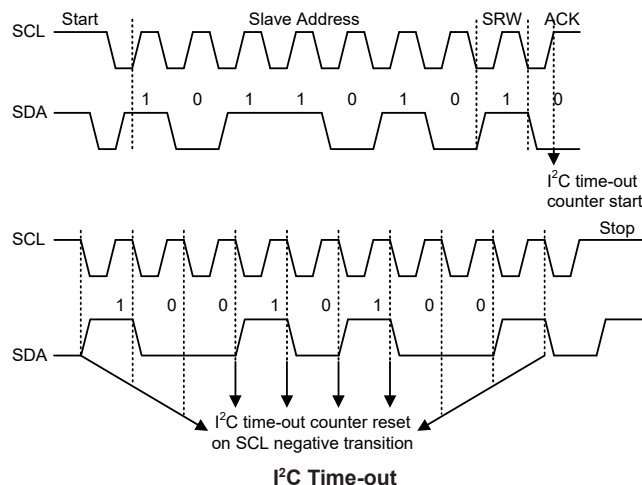 Start Slave Address SRW ACK
SCL
1 0 1 1 0 1 0 1 0
SDA
I²C time-out
counter start
Stop
SCL
1 0 0 1 0 1 0 0
SDA
I²C time-out counter reset
on SCL negative transition
I²C Time-out